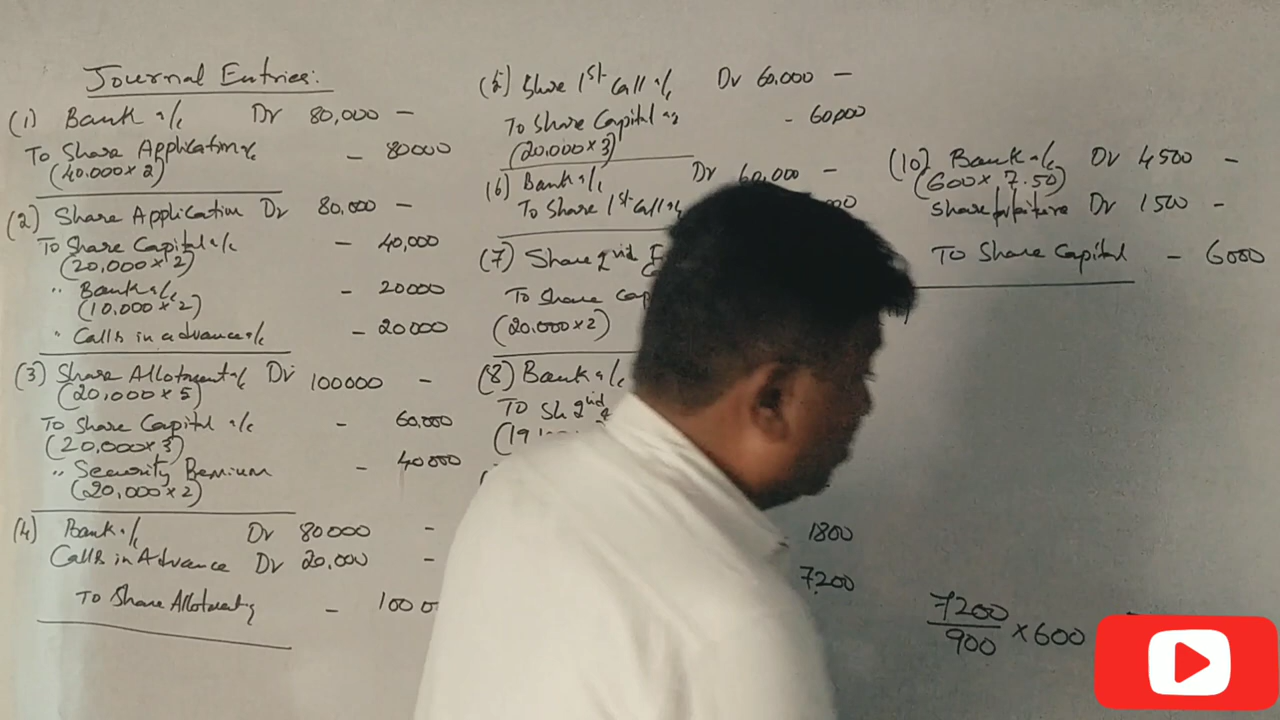 Journal Entries:
(1) Bank a/c Dr 80,000 -
To Share Application a/c - 80000
(40.000 x 2)
(2) Share Application Dr 80,000 -
To Share Capital a/c - 40,000
(20,000 x 2)
" Bank a/c - 20000
(10.000 x 2)
" Calls in advance a/c - 20000
(3) Share Allotment a/c Dr 100000 -
(20,000 x 5)
To Share Capital a/c - 60,000
(20,000 x 3)
" Security Premium - 40000
(20,000 x 2)
(4) Bank a/c Dr 80000 -
Calls in Advance Dr 20,000 -
To Share Allotment a/c - 100 0
(5) Share 1st Call a/c Dr 60,000 -
To Share Capital a/c - 60,000
(20,000 x 3)
(6) Bank a/c Dr 60,000 -
To Share 1st Call a/c
(7) Share 2nd
To Share Cap
(20.000 x 2)
(8) Bank a/c
To Sh 2nd
1800
7200
(10) Bank a/c Dr 4500 -
(600 x 7.50)
Share forfeiture Dr 1500 -
To Share Capital - 6000
7200/900 x 600